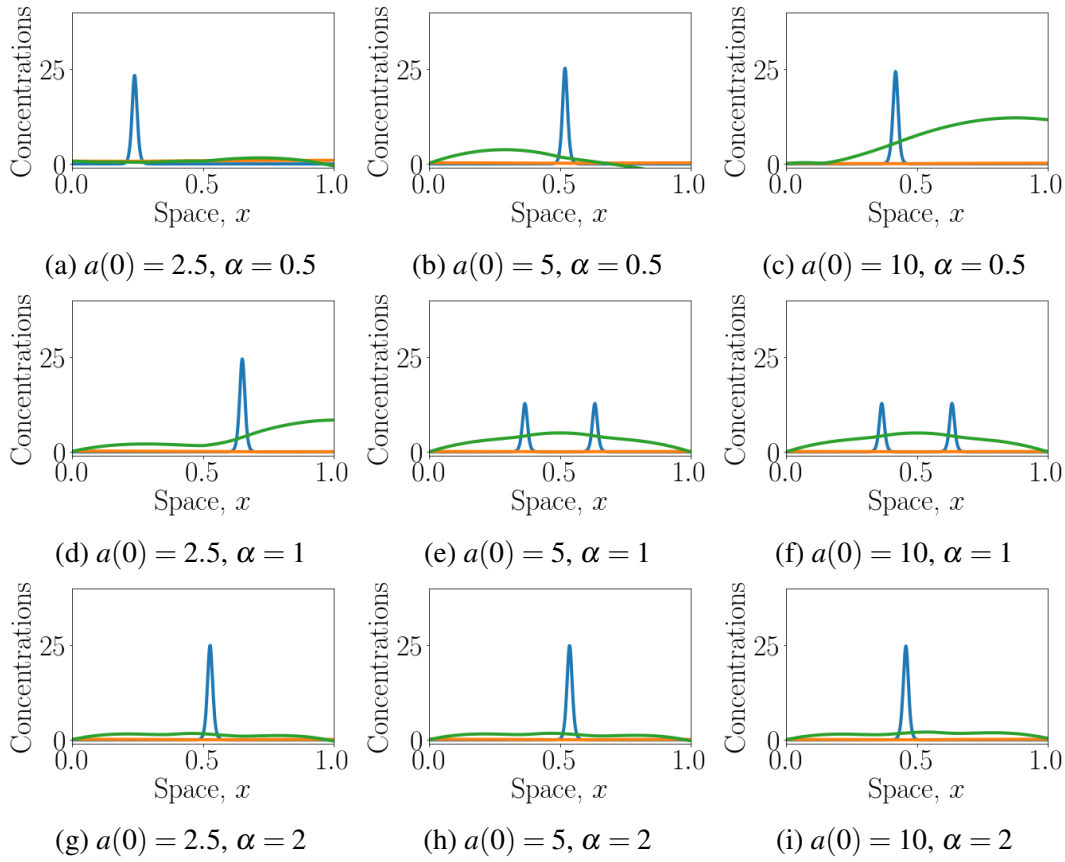 Concentrations
25
0
0.0 0.5 1.0
Space, x
(a) a(0) = 2.5, α = 0.5
Concentrations
25
0
0.0 0.5 1.0
Space, x
(b) a(0) = 5, α = 0.5
Concentrations
25
0
0.0 0.5 1.0
Space, x
(c) a(0) = 10, α = 0.5
Concentrations
25
0
0.0 0.5 1.0
Space, x
(d) a(0) = 2.5, α = 1
Concentrations
25
0
0.0 0.5 1.0
Space, x
(e) a(0) = 5, α = 1
Concentrations
25
0
0.0 0.5 1.0
Space, x
(f) a(0) = 10, α = 1
Concentrations
25
0
0.0 0.5 1.0
Space, x
(g) a(0) = 2.5, α = 2
Concentrations
25
0
0.0 0.5 1.0
Space, x
(h) a(0) = 5, α = 2
Concentrations
25
0
0.0 0.5 1.0
Space, x
(i) a(0) = 10, α = 2